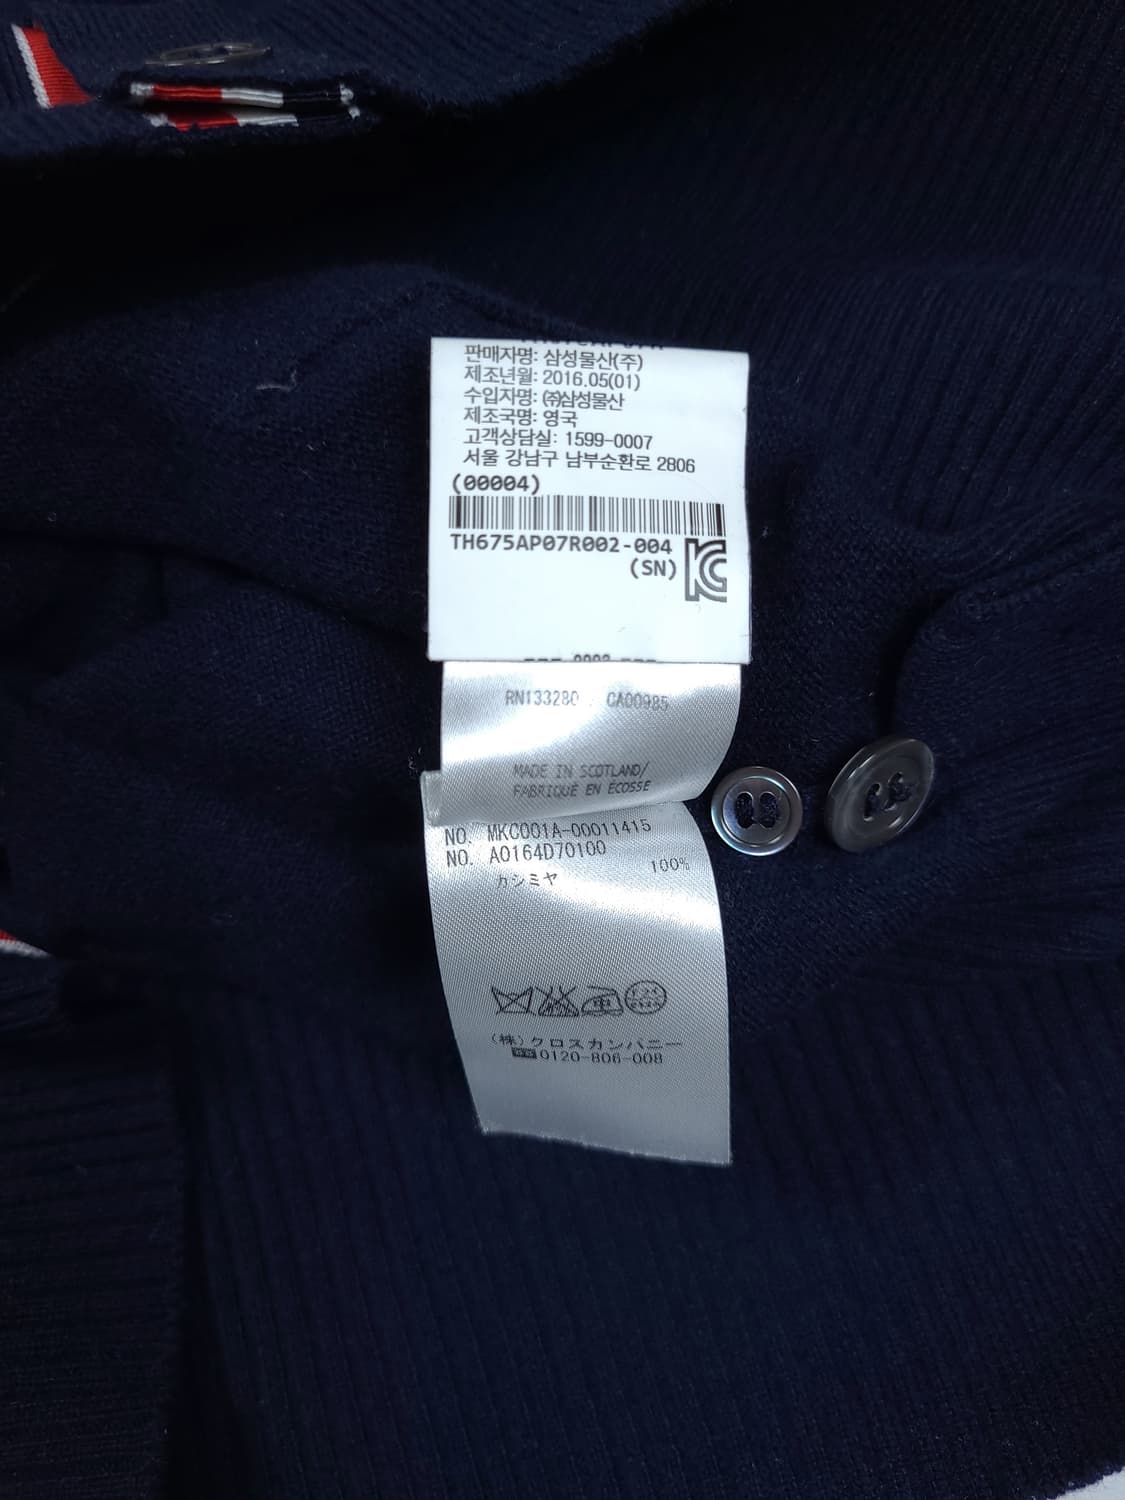 판매자명: 삼성물산(주)
제조년월: 2016.05(01)
수입자명: ㈜삼성물산
제조국명: 영국
고객상담실: 1599-0007
서울 강남구 남부순환로 2806
(00004)
TH675AP07R002-004
(SN)
RN133280 / CA00985
MADE IN SCOTLAND/
FABRIQUE EN ÉCOSSE
NO. MKC001A-00011415
NO. A0164D70100
カシミヤ 100%
(株)クロスカンパニー
0120-806-008